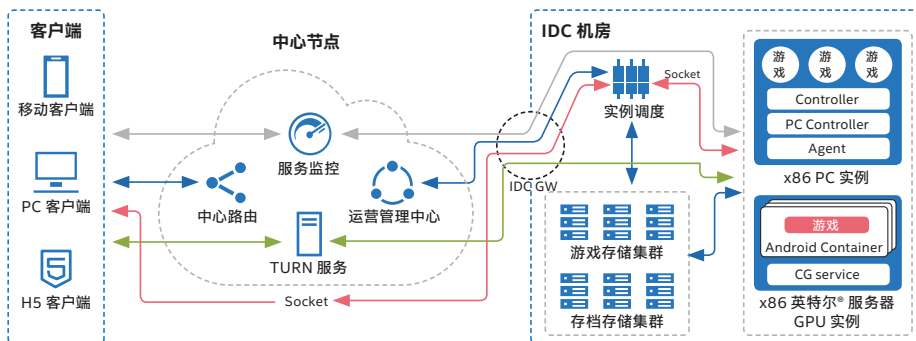 客户端
移动客户端
PC 客户端
H5 客户端
中心节点
服务监控
中心路由
运营管理中心
TURN 服务
Socket
IDC GW
IDC 机房
实例调度
Socket
游戏存储集群
存档存储集群
游
戏
游
戏
游
戏
Controller
PC Controller
Agent
x86 PC 实例
游戏
Android Container
CG service
x86 英特尔® 服务器
GPU 实例